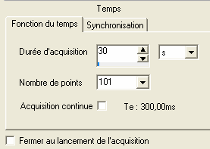 Temps
Fonction du temps Synchronisation
Durée d'acquisition 30 s
Nombre de points 101
Acquisition continue Te : 300,00ms
Fermer au lancement de l'acquisition